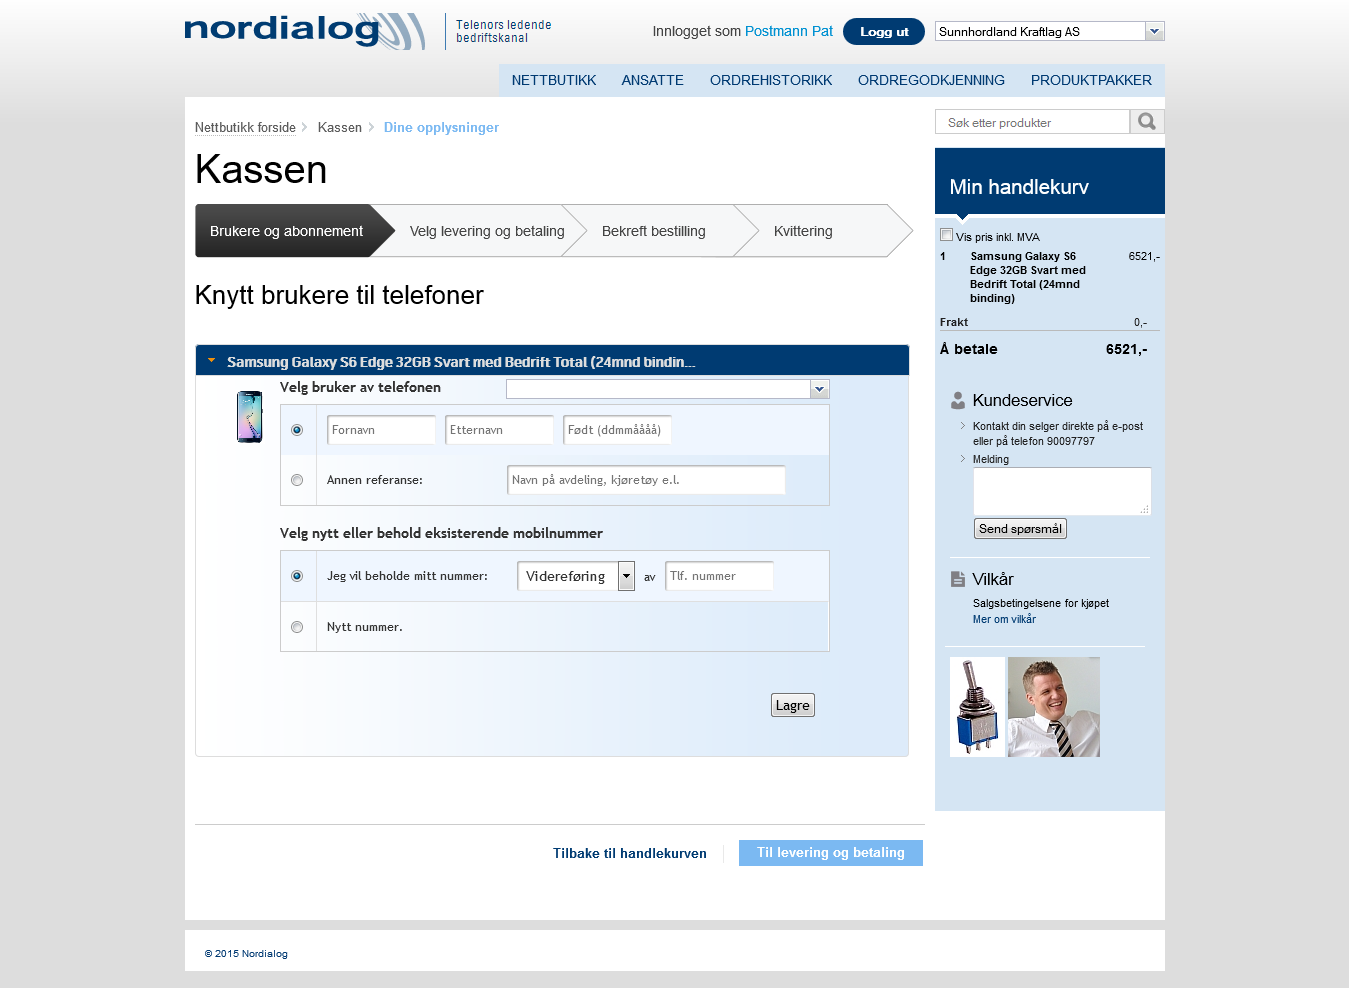 nordialog
Telenors ledende
bedriftskanal
Innlogget som Postmann Pat
Logg ut
Sunnhordland Kraftlag AS
NETTBUTIKK ANSATTE ORDREHISTORIKK ORDREGODKJENNING PRODUKTPAKKER
Nettbutikk forside Kassen Dine opplysninger
Søk etter produkter
Kassen
Brukere og abonnement Velg levering og betaling Bekreft bestilling Kvittering
Knytt brukere til telefoner
Samsung Galaxy S6 Edge 32GB Svart med Bedrift Total (24mnd bindin...
Velg bruker av telefonen
Fornavn Etternavn Født (ddmmåååå)
Annen referanse: Navn på avdeling, kjøretøy e.l.
Velg nytt eller behold eksisterende mobilnummer
Jeg vil beholde mitt nummer: Videreføring av Tlf. nummer
Nytt nummer.
Lagre
Tilbake til handlekurven Til levering og betaling
Min handlekurv
Vis pris inkl. MVA
1 Samsung Galaxy S6 6521,-
Edge 32GB Svart med
Bedrift Total (24mnd
binding)
Frakt 0,-
Å betale 6521,-
Kundeservice
Kontakt din selger direkte på e-post
eller på telefon 90097797
Melding
Send spørsmål
Vilkår
Salgsbetingelsene for kjøpet
Mer om vilkår
© 2015 Nordialog